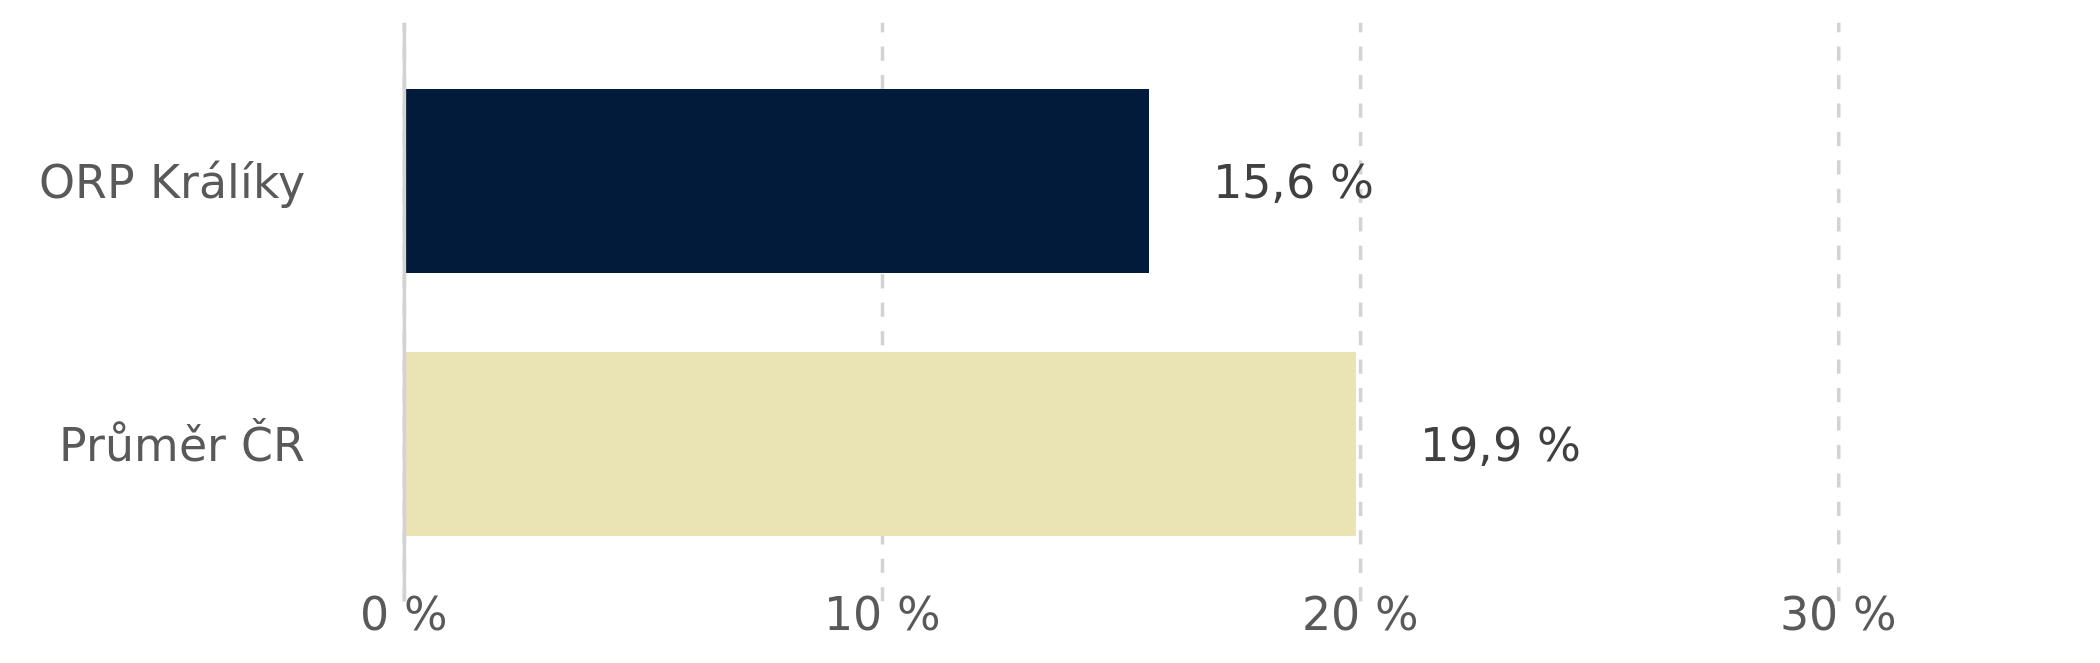 ORP Králíky 15,6 %
Průměr ČR 19,9 %
0 % 10 % 20 % 30 %